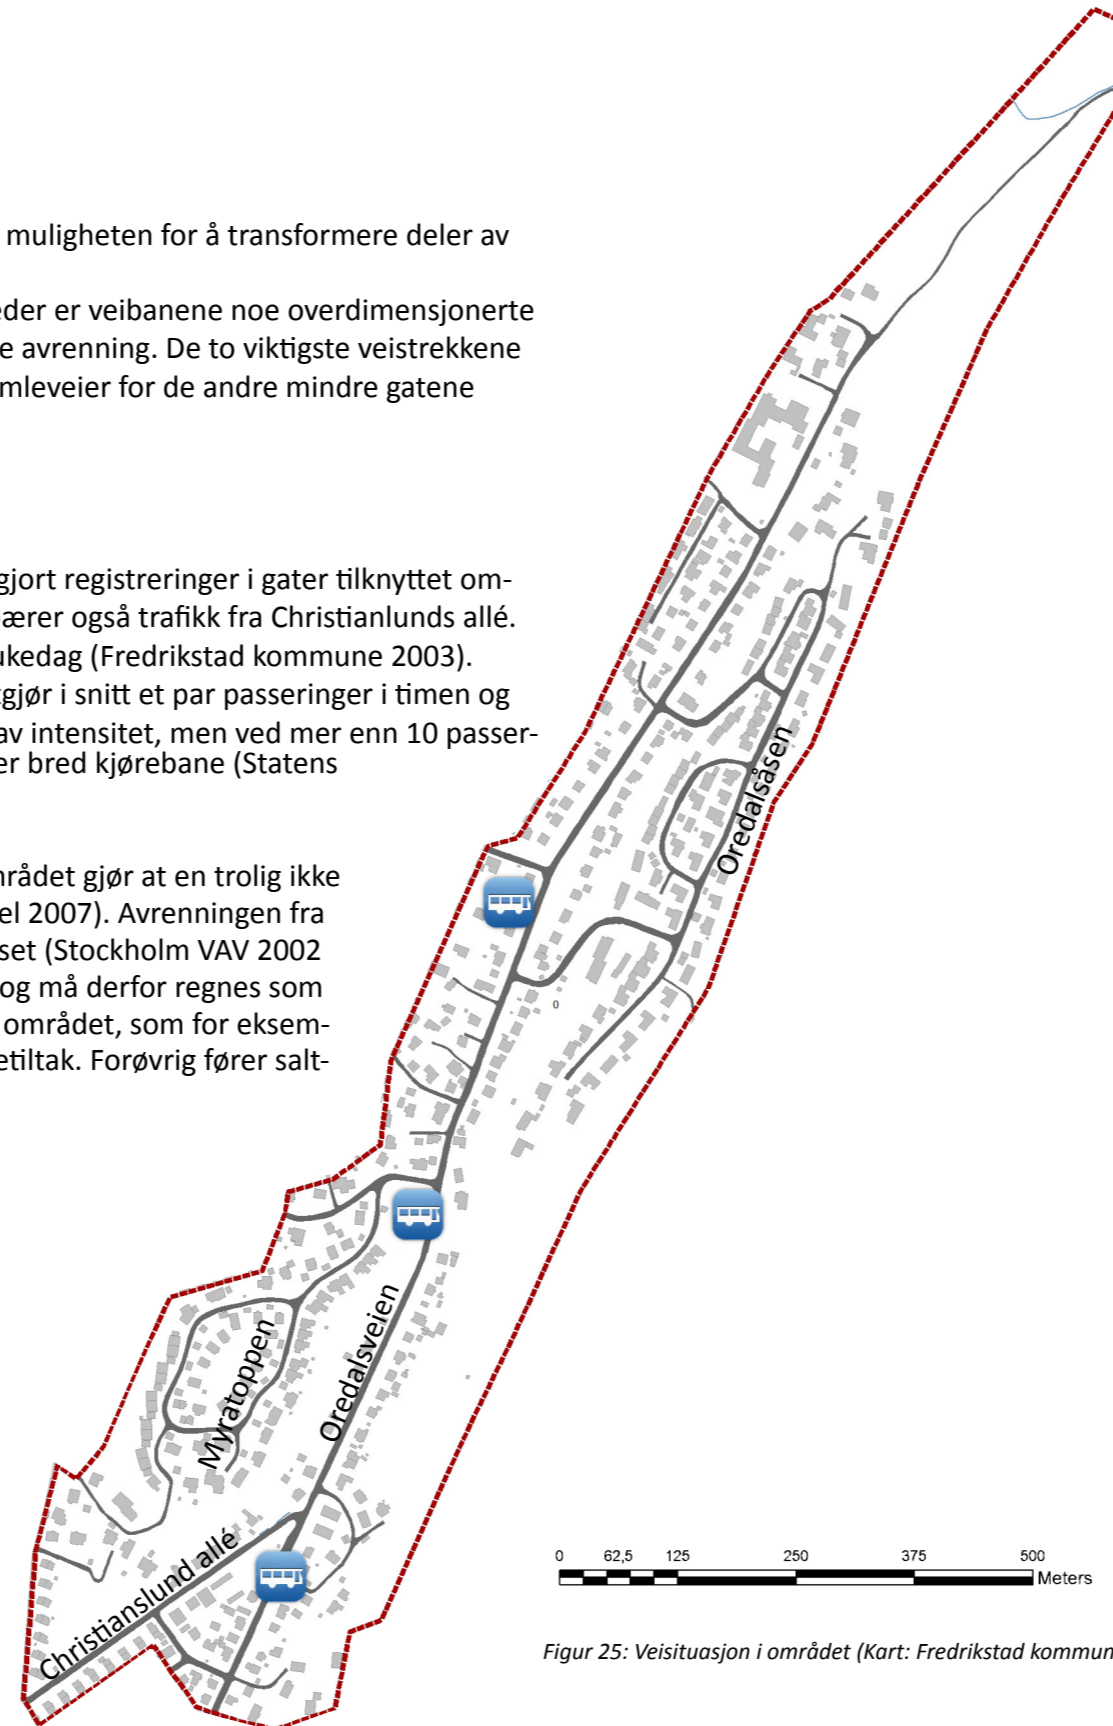 muligheten for å transformere deler av
eder er veibanene noe overdimensjonerte
e avrenning. De to viktigste veistrekkene
mleveier for de andre mindre gatene
gjort registreringer i gater tilknyttet om-
ærer også trafikk fra Christianlunds allé.
ukedag (Fredrikstad kommune 2003).
tgjør i snitt et par passeringer i timen og
av intensitet, men ved mer enn 10 passer-
er bred kjørebane (Statens
nrådet gjør at en trolig ikke
el 2007). Avrenningen fra
set (Stockholm VAV 2002
og må derfor regnes som
området, som for eksem-
etiltak. Forøvrig fører salt-
Oredalsåsen
0
Oredalsveien
Myratoppen
Christianslund allé
0 62,5 125 250 375 500
Meters
Figur 25: Veisituasjon i området (Kart: Fredrikstad kommun